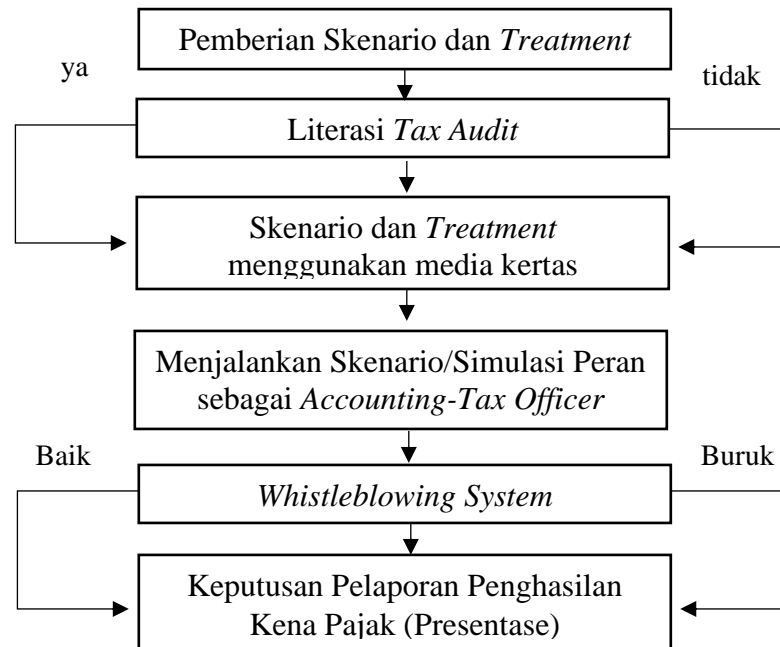 Pemberian Skenario dan Treatment
ya
tidak
Literasi Tax Audit
Skenario dan Treatment
menggunakan media kertas
Menjalankan Skenario/Simulasi Peran
sebagai Accounting-Tax Officer
Baik
Buruk
Whistleblowing System
Keputusan Pelaporan Penghasilan
Kena Pajak (Presentase)